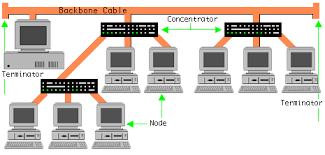 Backbone Cable
Concentrator
Terminator
Terminator
Node